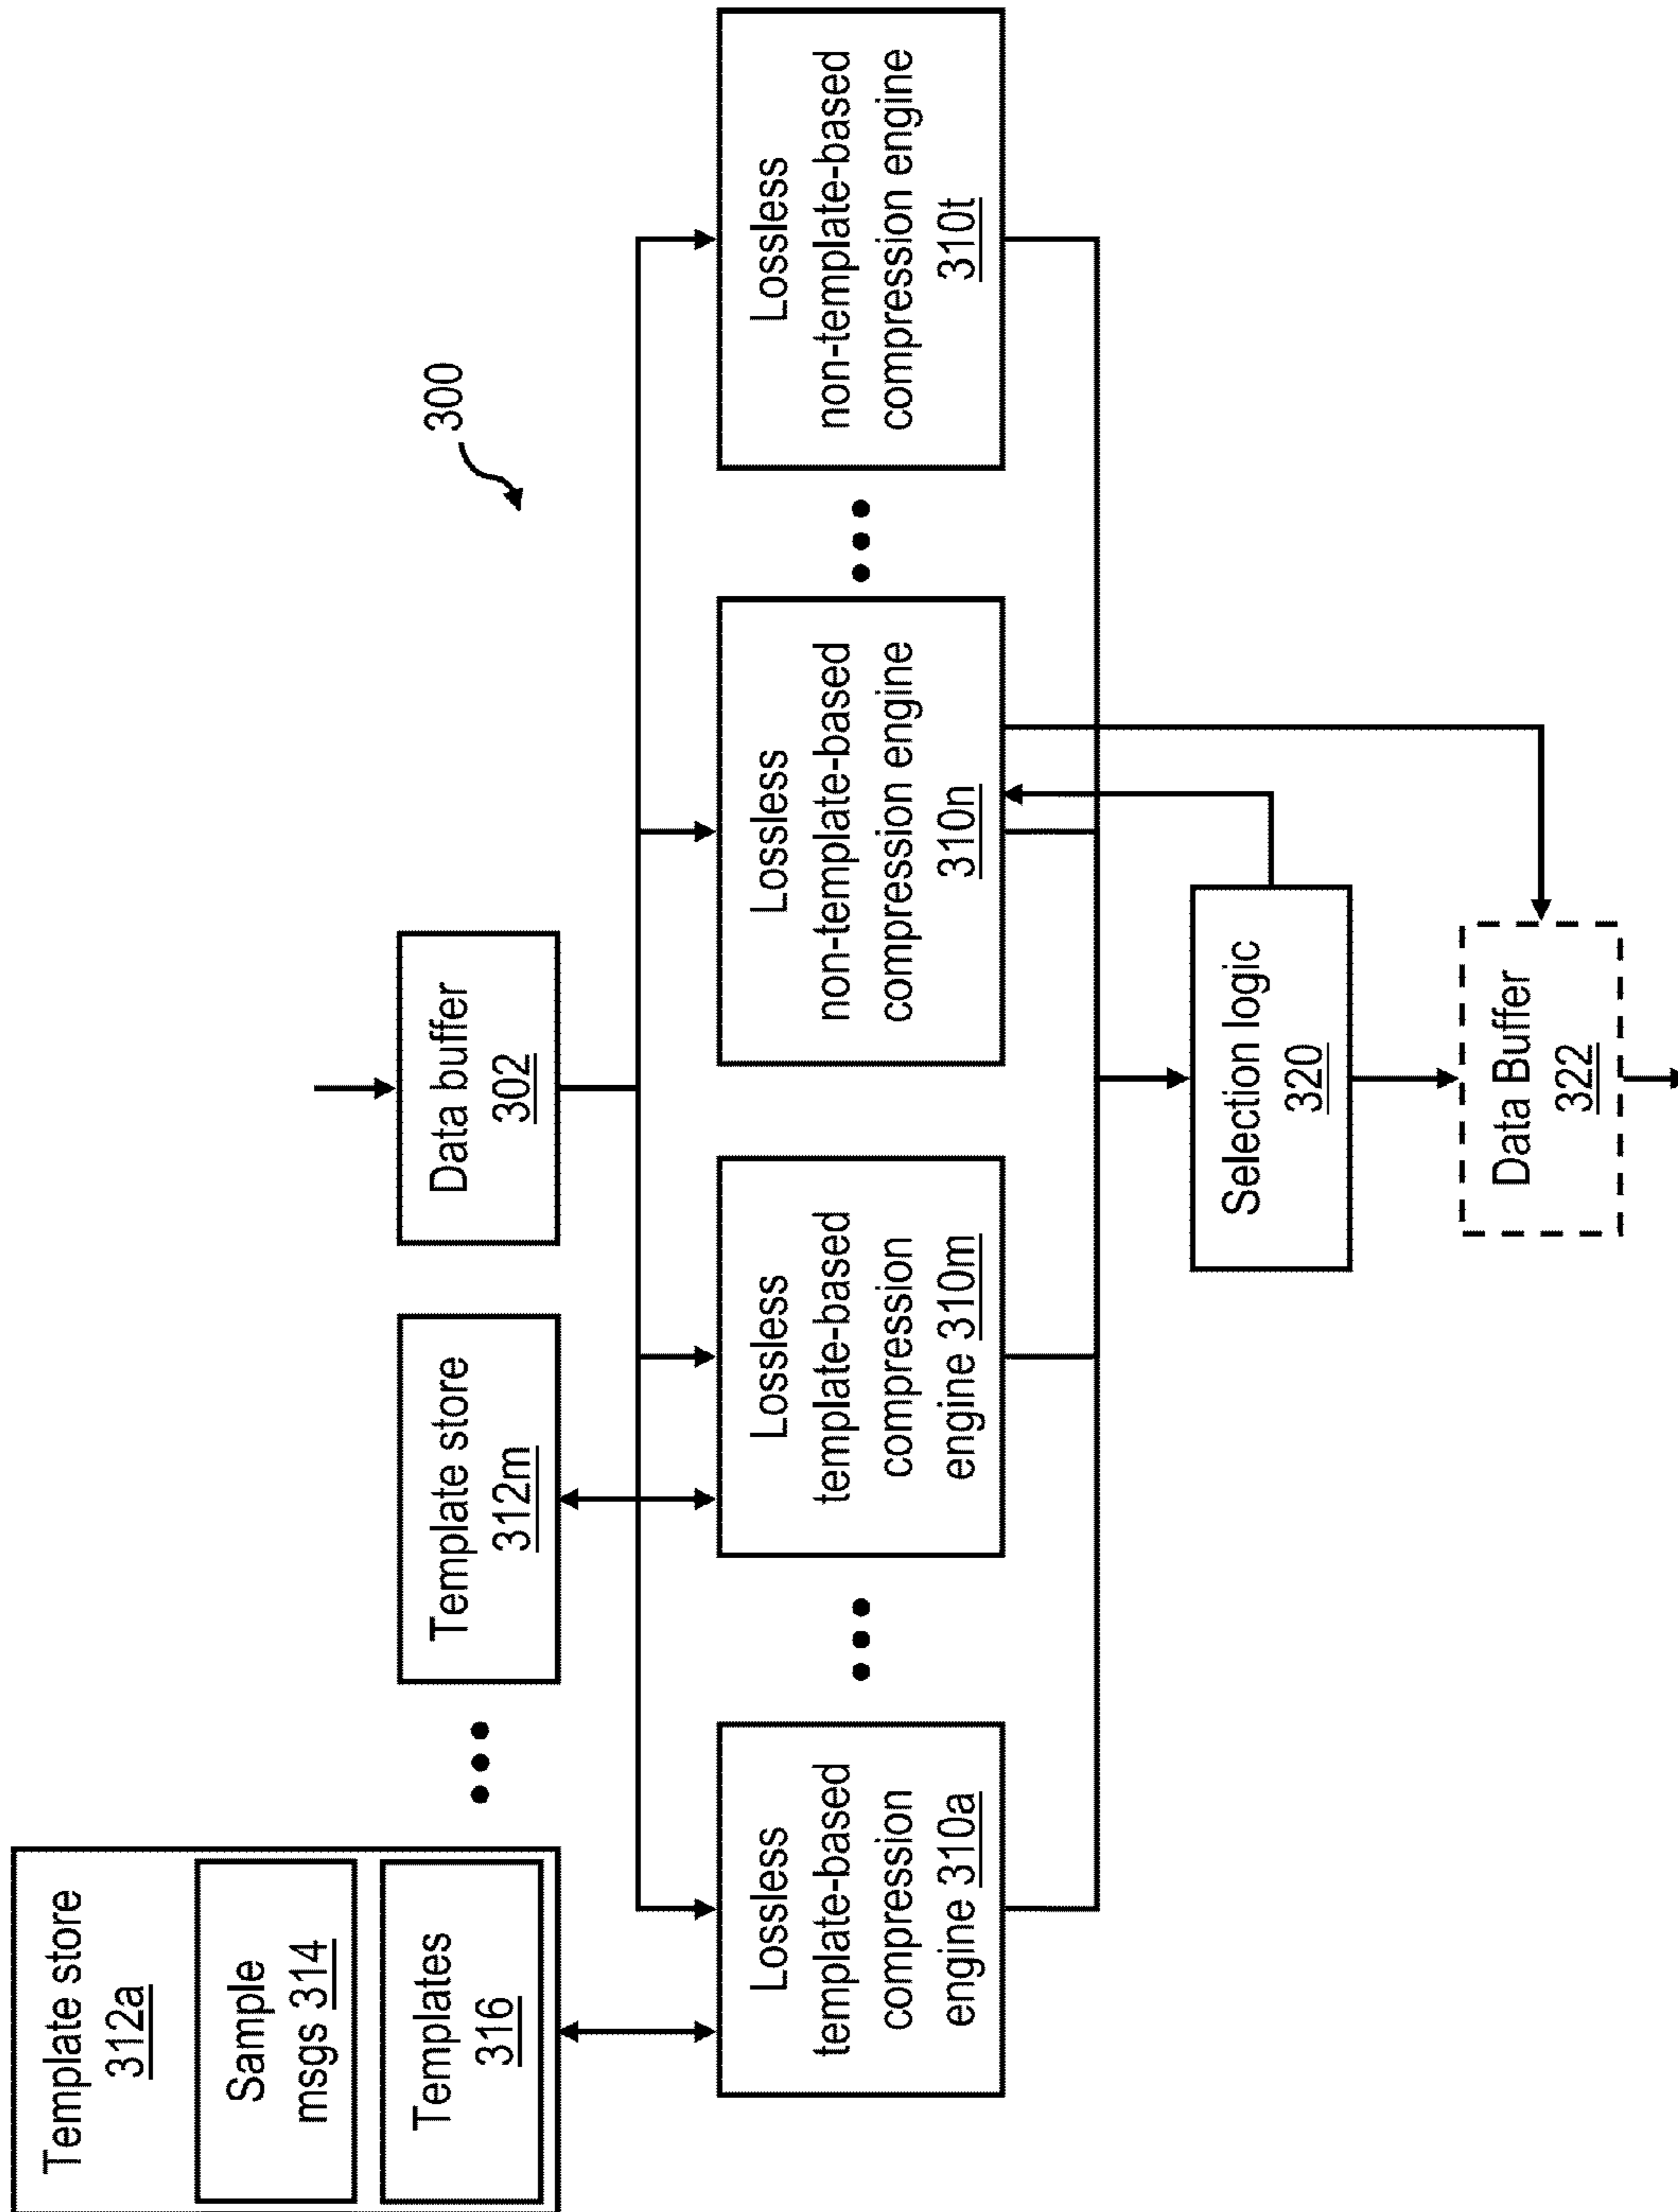 300
Template store
312a
Sample
msgs 314
Templates
316
Template store
312m
Data buffer
302
Lossless
template-based
compression
engine 310a
Lossless
template-based
compression
engine 310m
Lossless
non-template-based
compression engine
310n
Lossless
non-template-based
compression engine
310t
Selection logic
320
Data Buffer
322